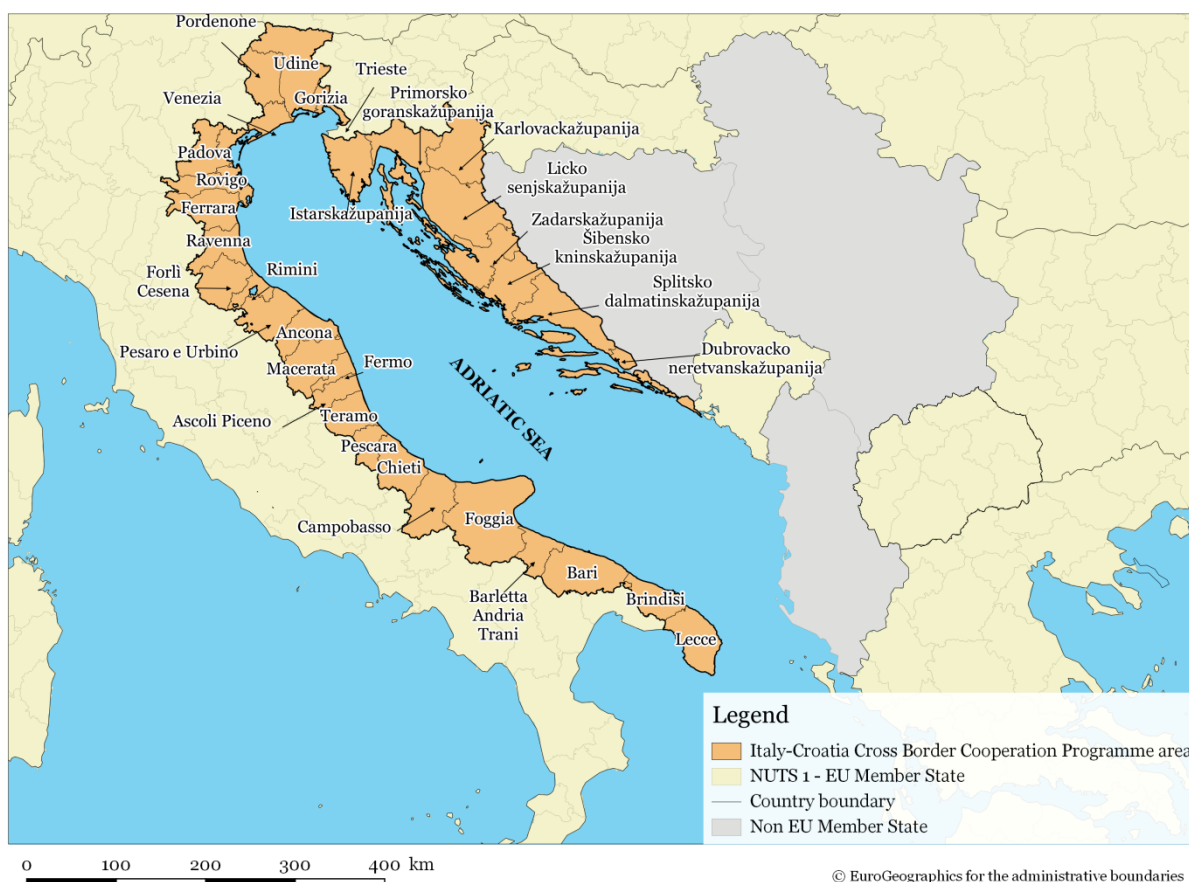 Pordenone
Udine
Trieste
Venezia
Gorizia
Primorsko
goranskažupanija
Karlovackažupanija
Padova
Licko
senjskažupanija
Rovigo
Istarskažupanija
Ferrara
Zadarskažupanija
Ravenna
Šibensko
kninskažupanija
Rimini
Forlì
Cesena
Splitsko
dalmatinskažupanija
Pesaro e Urbino
Ancona
Macerata
Fermo
Dubrovacko
neretvanskažupanija
ADRIATIC SEA
Ascoli Piceno
Teramo
Pescara
Chieti
Campobasso
Foggia
Bari
Barletta
Andria
Trani
Brindisi
Lecce
Legend
Italy-Croatia Cross Border Cooperation Programme area
NUTS 1 - EU Member State
Country boundary
Non EU Member State
0 100 200 300 400 km
© EuroGeographics for the administrative boundaries